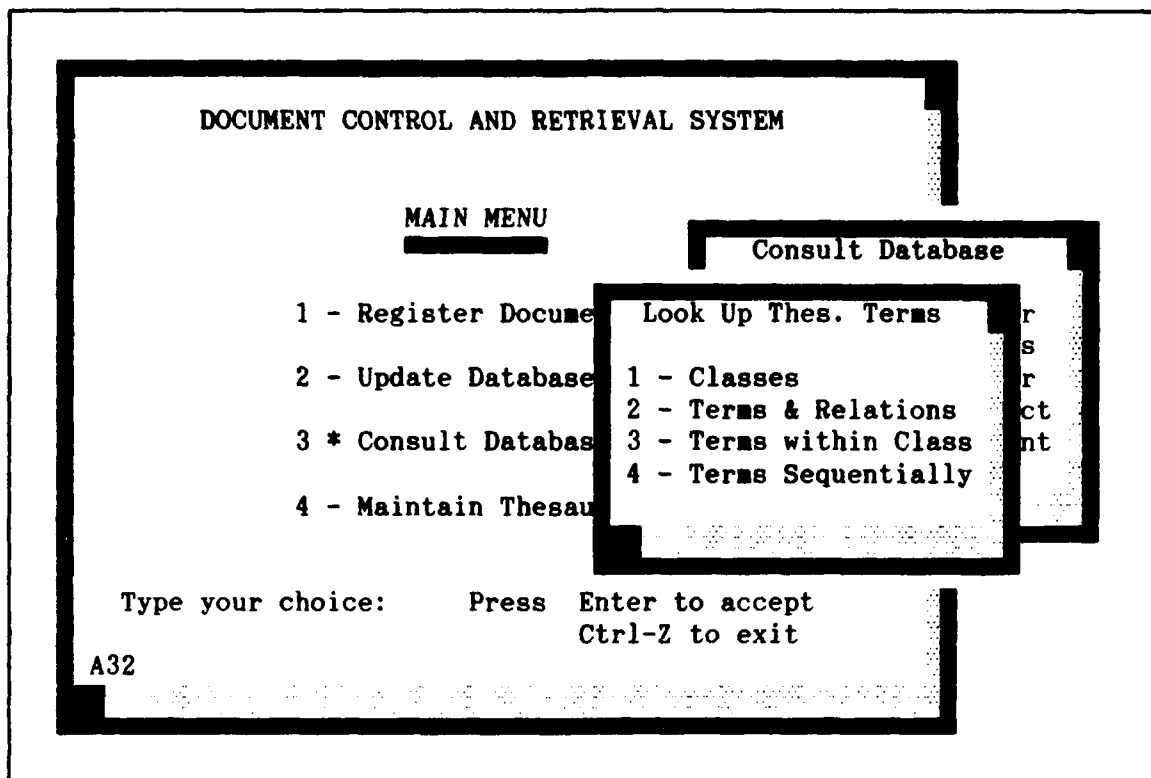 DOCUMENT CONTROL AND RETRIEVAL SYSTEM
MAIN MENU
1 - Register Docume
2 - Update Database
3 * Consult Databas
4 - Maintain Thesau
Consult Database
r
s
r
ct
nt
Look Up Thes. Terms
1 - Classes
2 - Terms & Relations
3 - Terms within Class
4 - Terms Sequentially
Type your choice: Press Enter to accept
Ctrl-Z to exit
A32